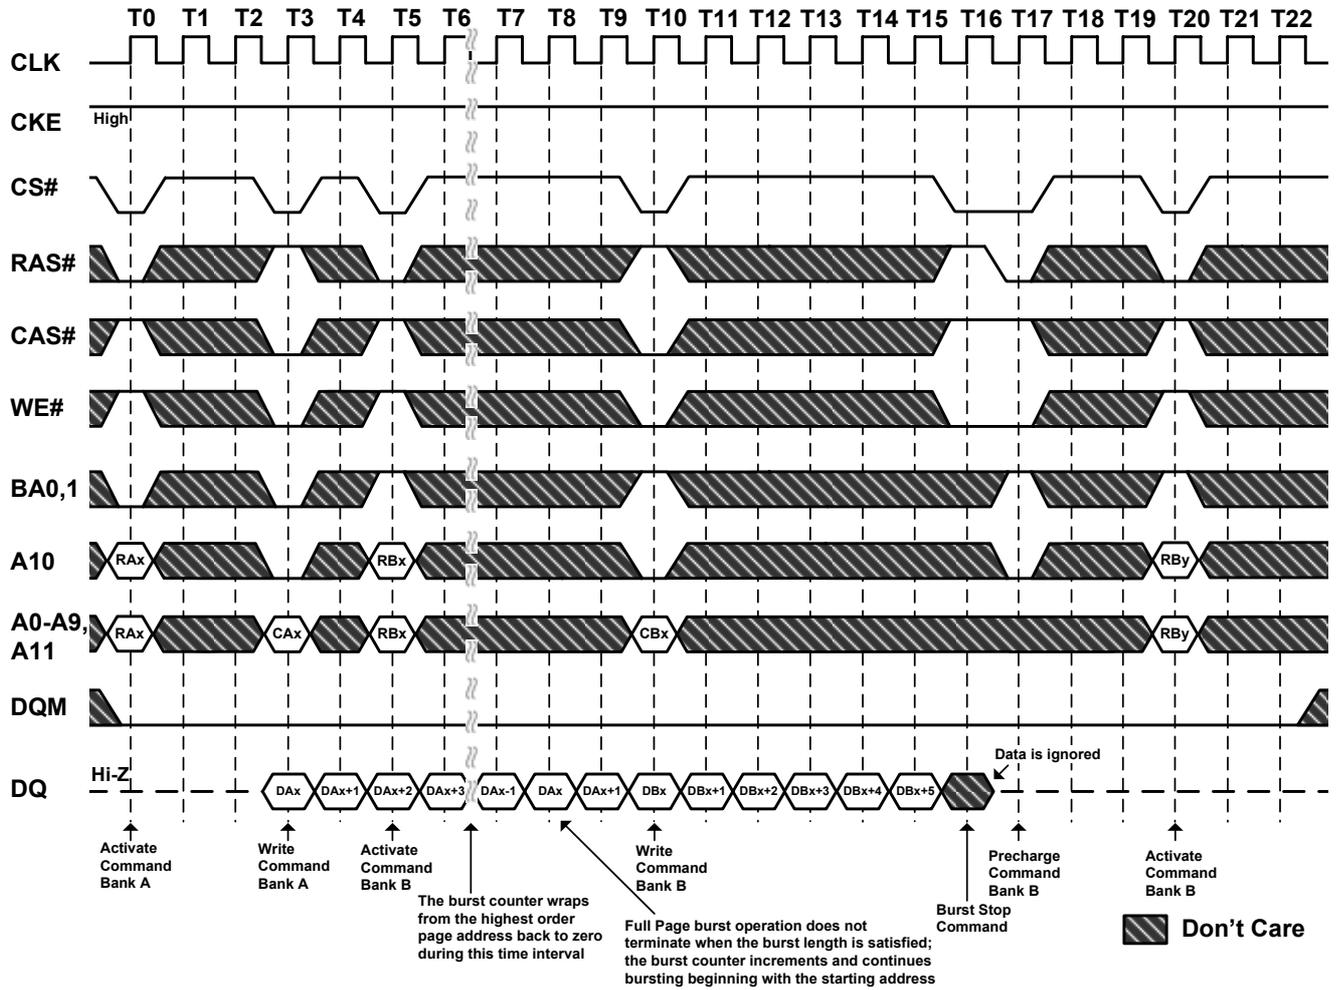 T0 T1 T2 T3 T4 T5 T6 T7 T8 T9 T10 T11 T12 T13 T14 T15 T16 T17 T18 T19 T20 T21 T22
CLK
CKE
High
CS#
RAS#
CAS#
WE#
BA0,1
A10
RAx RBx RBy
A0-A9,
A11
RAx CAx RBx CBx RBy
DQM
DQ
Hi-Z
DAx DAx+1 DAx+2 DAx+3 DAx-1 DAx DAx+1 DBx DBx+1 DBx+2 DBx+3 DBx+4 DBx+5
Data is ignored
Activate
Command
Bank A
Write
Command
Bank A
Activate
Command
Bank B
The burst counter wraps
from the highest order
page address back to zero
during this time interval
Write
Command
Bank B
Full Page burst operation does not
terminate when the burst length is satisfied;
the burst counter increments and continues
bursting beginning with the starting address
Burst Stop
Command
Precharge
Command
Bank B
Activate
Command
Bank B
Don't Care